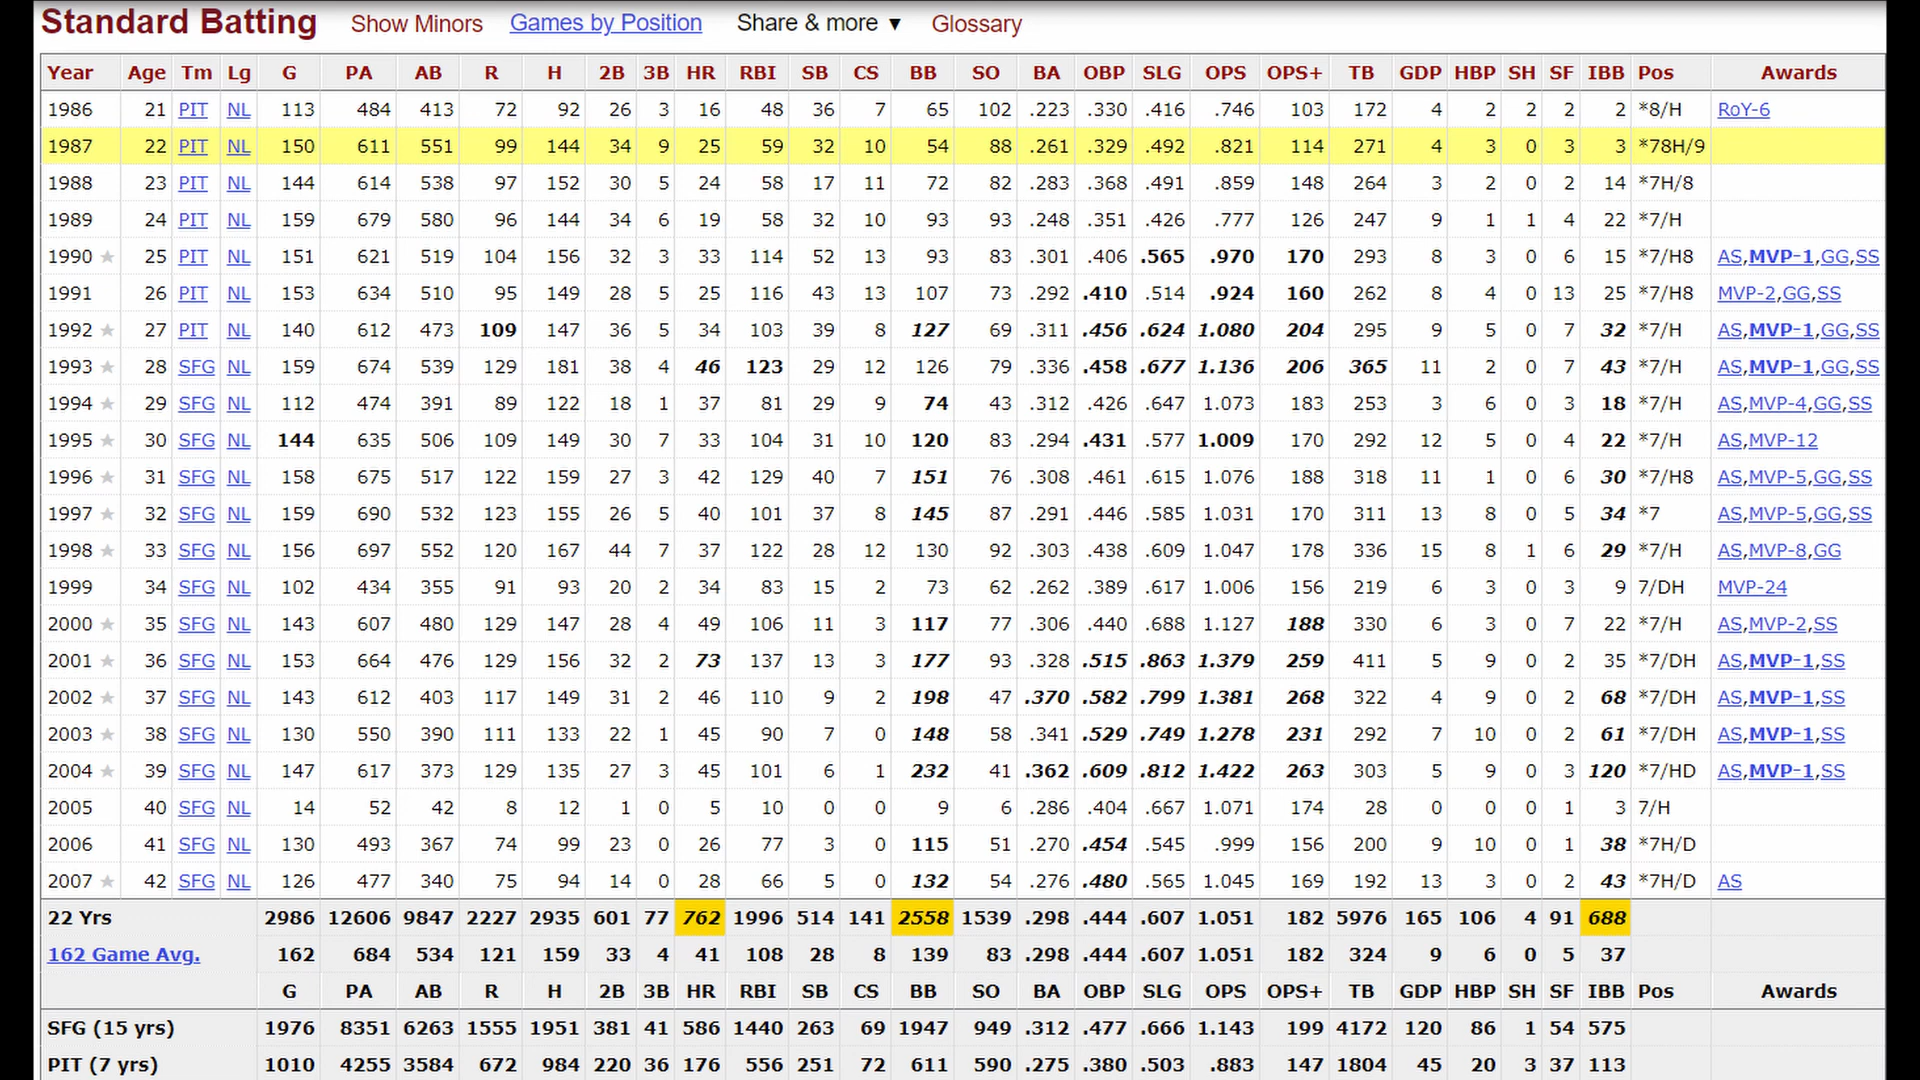 Standard Batting Show Minors Games by Position Share & more ▼ Glossary
Year Age Tm Lg G PA AB R H 2B 3B HR RBI SB CS BB SO BA OBP SLG OPS OPS+ TB GDP HBP SH SF IBB Pos Awards
1986 21 PIT NL 113 484 413 72 92 26 3 16 48 36 7 65 102 .223 .330 .416 .746 103 172 4 2 2 2 2 *8/H RoY-6
1987 22 PIT NL 150 611 551 99 144 34 9 25 59 32 10 54 88 .261 .329 .492 .821 114 271 4 3 0 3 3 *78H/9
1988 23 PIT NL 144 614 538 97 152 30 5 24 58 17 11 72 82 .283 .368 .491 .859 148 264 3 2 0 2 14 *7H/8
1989 24 PIT NL 159 679 580 96 144 34 6 19 58 32 10 93 93 .248 .351 .426 .777 126 247 9 1 1 4 22 *7/H
1990 ★ 25 PIT NL 151 621 519 104 156 32 3 33 114 52 13 93 83 .301 .406 .565 .970 170 293 8 3 0 6 15 *7/H8 AS,MVP-1,GG,SS
1991 26 PIT NL 153 634 510 95 149 28 5 25 116 43 13 107 73 .292 .410 .514 .924 160 262 8 4 0 13 25 *7/H8 MVP-2,GG,SS
1992 ★ 27 PIT NL 140 612 473 109 147 36 5 34 103 39 8 127 69 .311 .456 .624 1.080 204 295 9 5 0 7 32 *7/H AS,MVP-1,GG,SS
1993 ★ 28 SFG NL 159 674 539 129 181 38 4 46 123 29 12 126 79 .336 .458 .677 1.136 206 365 11 2 0 7 43 *7/H AS,MVP-1,GG,SS
1994 ★ 29 SFG NL 112 474 391 89 122 18 1 37 81 29 9 74 43 .312 .426 .647 1.073 183 253 3 6 0 3 18 *7/H AS,MVP-4,GG,SS
1995 ★ 30 SFG NL 144 635 506 109 149 30 7 33 104 31 10 120 83 .294 .431 .577 1.009 170 292 12 5 0 4 22 *7/H AS,MVP-12
1996 ★ 31 SFG NL 158 675 517 122 159 27 3 42 129 40 7 151 76 .308 .461 .615 1.076 188 318 11 1 0 6 30 *7/H8 AS,MVP-5,GG,SS
1997 ★ 32 SFG NL 159 690 532 123 155 26 5 40 101 37 8 145 87 .291 .446 .585 1.031 170 311 13 8 0 5 34 *7 AS,MVP-5,GG,SS
1998 ★ 33 SFG NL 156 697 552 120 167 44 7 37 122 28 12 130 92 .303 .438 .609 1.047 178 336 15 8 1 6 29 *7/H AS,MVP-8,GG
1999 34 SFG NL 102 434 355 91 93 20 2 34 83 15 2 73 62 .262 .389 .617 1.006 156 219 6 3 0 3 9 7/DH MVP-24
2000 ★ 35 SFG NL 143 607 480 129 147 28 4 49 106 11 3 117 77 .306 .440 .688 1.127 188 330 6 3 0 7 22 *7/H AS,MVP-2,SS
2001 ★ 36 SFG NL 153 664 476 129 156 32 2 73 137 13 3 177 93 .328 .515 .863 1.379 259 411 5 9 0 2 35 *7/DH AS,MVP-1,SS
2002 ★ 37 SFG NL 143 612 403 117 149 31 2 46 110 9 2 198 47 .370 .582 .799 1.381 268 322 4 9 0 2 68 *7/DH AS,MVP-1,SS
2003 ★ 38 SFG NL 130 550 390 111 133 22 1 45 90 7 0 148 58 .341 .529 .749 1.278 231 292 7 10 0 2 61 *7/DH AS,MVP-1,SS
2004 ★ 39 SFG NL 147 617 373 129 135 27 3 45 101 6 1 232 41 .362 .609 .812 1.422 263 303 5 9 0 3 120 *7/HD AS,MVP-1,SS
2005 40 SFG NL 14 52 42 8 12 1 0 5 10 0 0 9 6 .286 .404 .667 1.071 174 28 0 0 0 1 3 7/H
2006 41 SFG NL 130 493 367 74 99 23 0 26 77 3 0 115 51 .270 .454 .545 .999 156 200 9 10 0 1 38 *7H/D
2007 ★ 42 SFG NL 126 477 340 75 94 14 0 28 66 5 0 132 54 .276 .480 .565 1.045 169 192 13 3 0 2 43 *7H/D AS
22 Yrs 2986 12606 9847 2227 2935 601 77 762 1996 514 141 2558 1539 .298 .444 .607 1.051 182 5976 165 106 4 91 688
162 Game Avg. 162 684 534 121 159 33 4 41 108 28 8 139 83 .298 .444 .607 1.051 182 324 9 6 0 5 37
G PA AB R H 2B 3B HR RBI SB CS BB SO BA OBP SLG OPS OPS+ TB GDP HBP SH SF IBB Pos Awards
SFG (15 yrs) 1976 8351 6263 1555 1951 381 41 586 1440 263 69 1947 949 .312 .477 .666 1.143 199 4172 120 86 1 54 575
PIT (7 yrs) 1010 4255 3584 672 984 220 36 176 556 251 72 611 590 .275 .380 .503 .883 147 1804 45 20 3 37 113